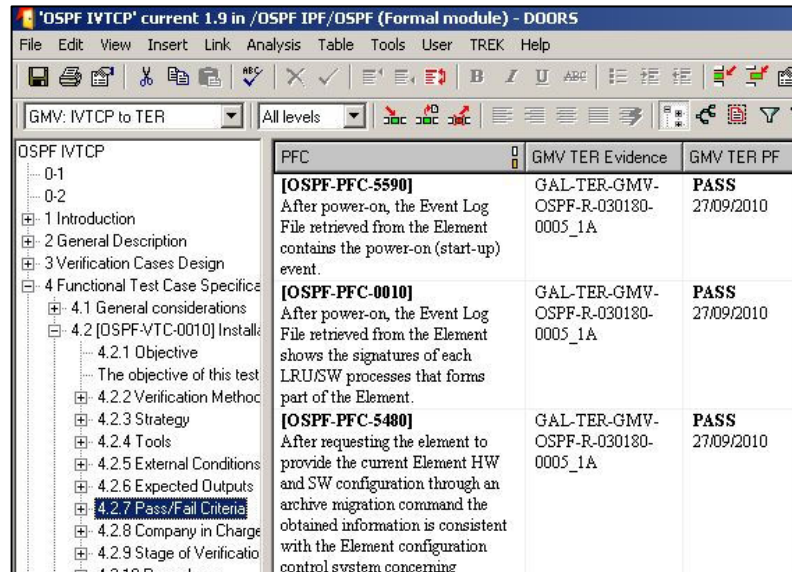 'OSPF IVTCP' current 1.9 in /OSPF IPF/OSPF (Formal module) - DOORS
File Edit View Insert Link Analysis Table Tools User TREK Help
B I U ABC
GMV: IVTCP to TER All levels
OSPF IVTCP
0-1
0-2
1 Introduction
2 General Description
3 Verification Cases Design
4 Functional Test Case Specifica
4.1 General considerations
4.2 [OSPF-VTC-0010] Installa
4.2.1 Objective
The objective of this test
4.2.2 Verification Method
4.2.3 Strategy
4.2.4 Tools
4.2.5 External Conditions
4.2.6 Expected Outputs
4.2.7 Pass/Fail Criteria
4.2.8 Company in Charge
4.2.9 Stage of Verificatio
PFC GMV TER Evidence GMV TER PF
[OSPF-PFC-5590] GAL-TER-GMV- PASS
After power-on, the Event Log OSPF-R-030180- 27/09/2010
File retrieved from the Element 0005_1A
contains the power-on (start-up)
event.
[OSPF-PFC-0010] GAL-TER-GMV- PASS
After power-on, the Event Log OSPF-R-030180- 27/09/2010
File retrieved from the Element 0005_1A
shows the signatures of each
LRU/SW processes that forms
part of the Element.
[OSPF-PFC-5480] GAL-TER-GMV- PASS
After requesting the element to OSPF-R-030180- 27/09/2010
provide the current Element HW 0005_1A
and SW configuration through an
archive migration command the
obtained information is consistent
with the Element configuration
control system concerning